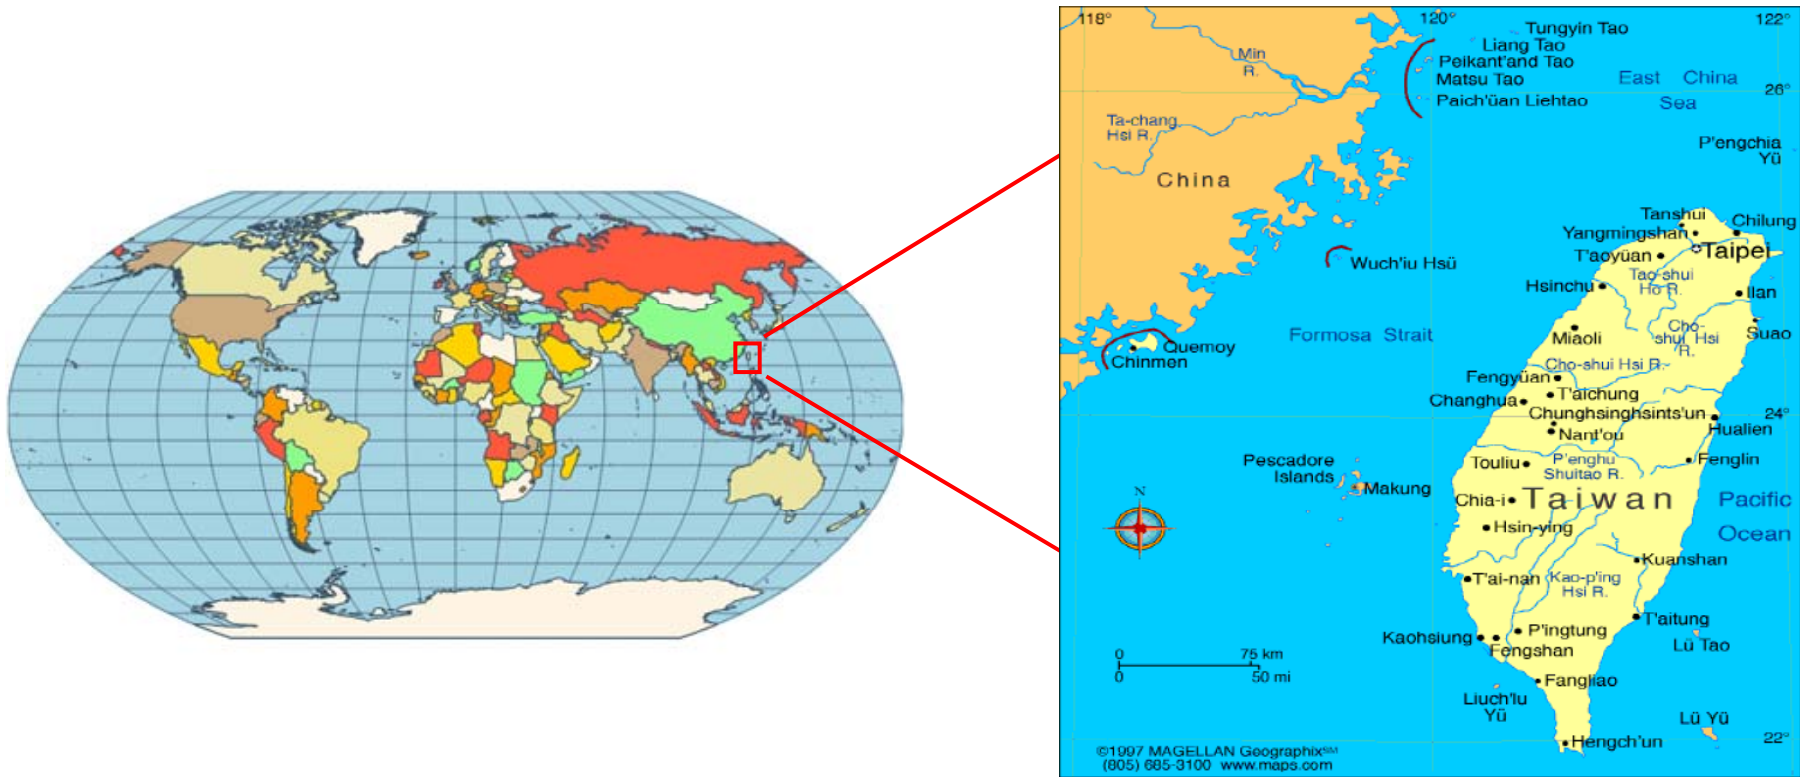 118°
120°
122°
Tungyin Tao
Liang Tao
Min
R.
Peikant'and Tao
Matsu Tao
East China
Sea
26°
Paich'üan Liehtao
Ta-chang
Hsi R.
P'engchia
Yü
China
Tanshui
Chilung
Yangmingshan
Taipei
T'aoyüan
Wuch'iu Hsü
Tao-shui
Ho R.
Hsinchu
Ilan
Formosa Strait
Cho-
shui Hsi
R.
Suao
Miaoli
Quemoy
Chinmen
Cho-shui Hsi R.
Fengyüan
T'aichung
Changhua
Chunghsinghsints'un
24°
Hualien
Nant'ou
Pescadore
Islands
Touliu
P'enghu
Shuitao R.
Fenglin
Makung
Chia-i
Taiwan
Pacific
Ocean
N
Hsin-ying
Kuanshan
T'ai-nan
Kao-p'ing
Hsi R.
T'aitung
P'ingtung
Kaohsiung
Fengshan
Lü Tao
0 75 km
0 50 mi
Fangliao
Liuch'lu
Yü
Lü Yü
22°
Hengch'un
©1997 MAGELLAN Geographix℠
(805) 685-3100 www.maps.com